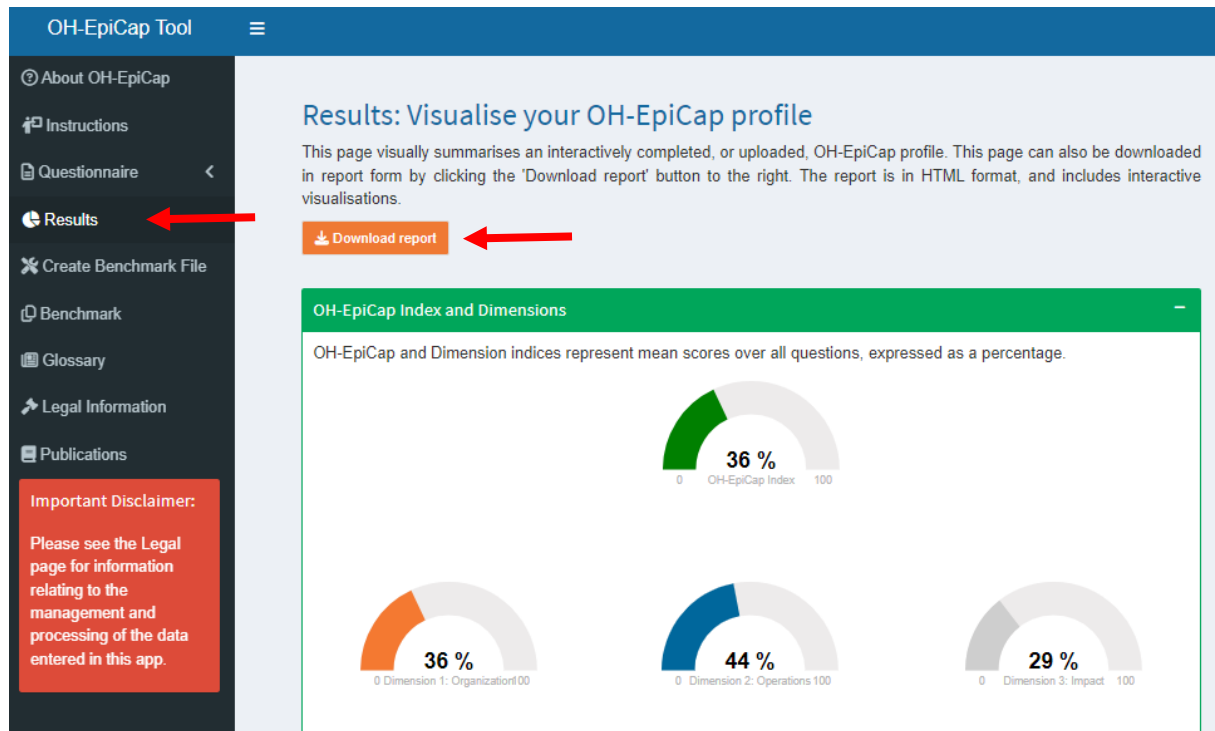 OH-EpiCap Tool
About OH-EpiCap
Instructions
Questionnaire
Results
Create Benchmark File
Benchmark
Glossary
Legal Information
Publications
Important Disclaimer:
Please see the Legal
page for information
relating to the
management and
processing of the data
entered in this app.
Results: Visualise your OH-EpiCap profile
This page visually summarises an interactively completed, or uploaded, OH-EpiCap profile. This page can also be downloaded
in report form by clicking the 'Download report' button to the right. The report is in HTML format, and includes interactive
visualisations.
Download report
OH-EpiCap Index and Dimensions
OH-EpiCap and Dimension indices represent mean scores over all questions, expressed as a percentage.
36 %
0 OH-EpiCap Index 100
36 %
0 Dimension 1: Organization 100
44 %
0 Dimension 2: Operations 100
29 %
0 Dimension 3: Impact 100